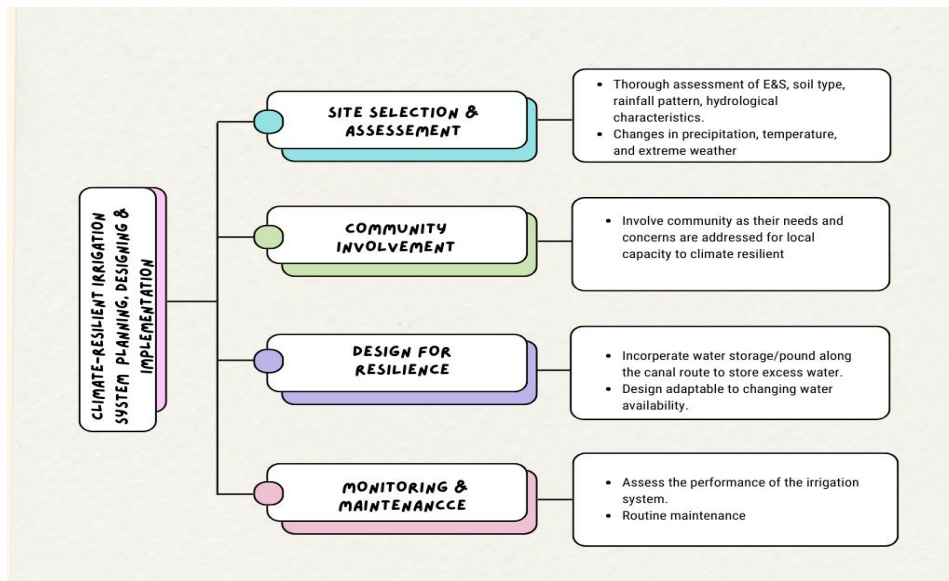 CLIMATE-RESILIENT IRRIGATION
SYSTEM PLANNING, DESIGNING &
IMPLEMENTATION
SITE SELECTION &
ASSESSEMENT
• Thorough assessment of E&S, soil type,
rainfall pattern, hydrological
characteristics.
• Changes in precipitation, temperature,
and extreme weather
COMMUNITY
INVOLVEMENT
• Involve community as their needs and
concerns are addressed for local
capacity to climate resilient
DESIGN FOR
RESILIENCE
• Incorperate water storage/pound along
the canal route to store excess water.
• Design adaptable to changing water
availability.
MONITORING &
MAINTENANCCE
• Assess the performance of the irrigation
system.
• Routine maintenance